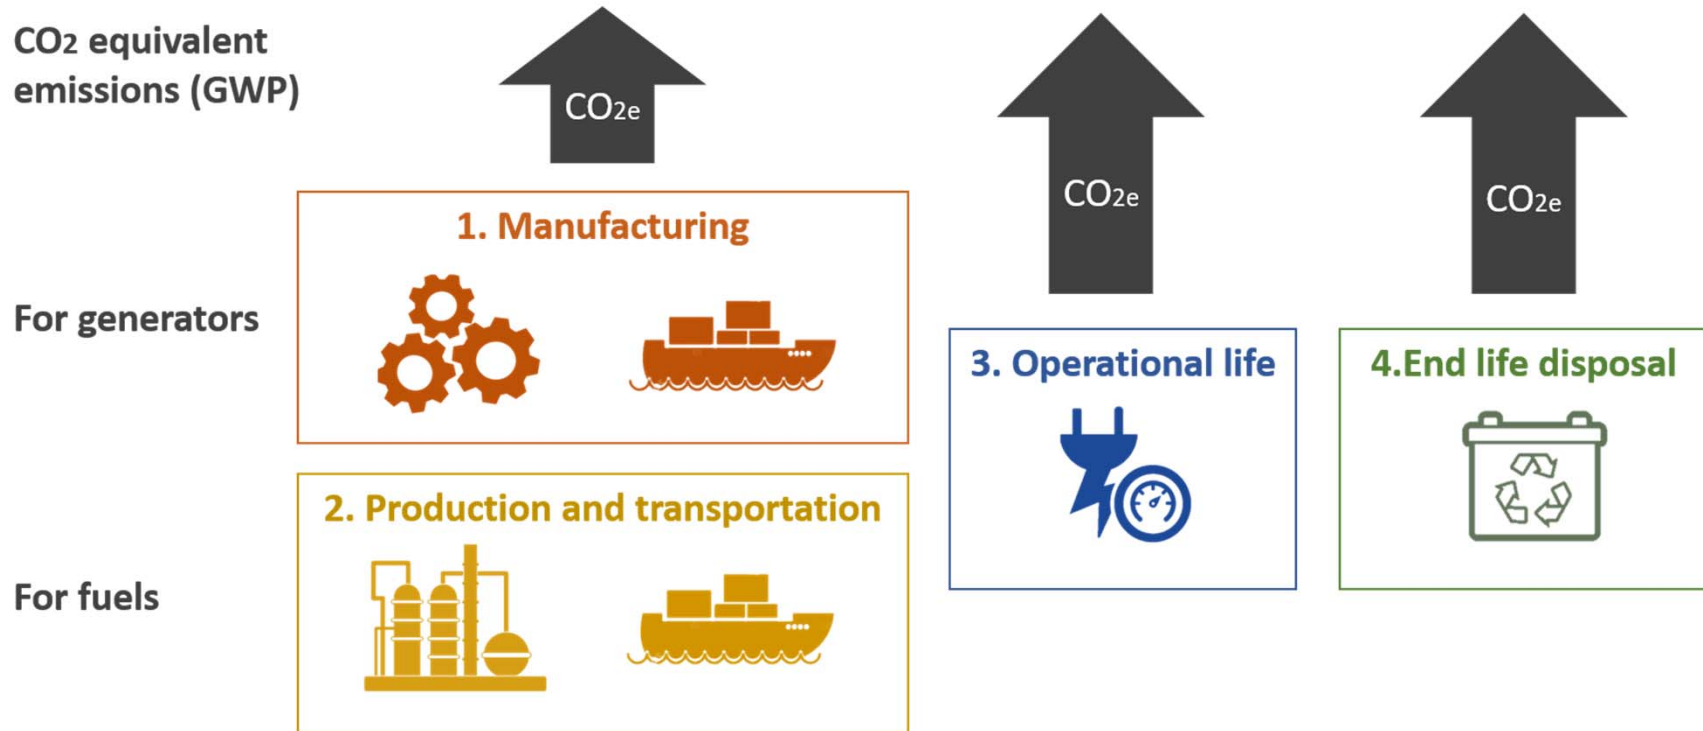 CO2 equivalent
emissions (GWP)
CO2e
CO2e
CO2e
1. Manufacturing
For generators
3. Operational life
4.End life disposal
2. Production and transportation
For fuels